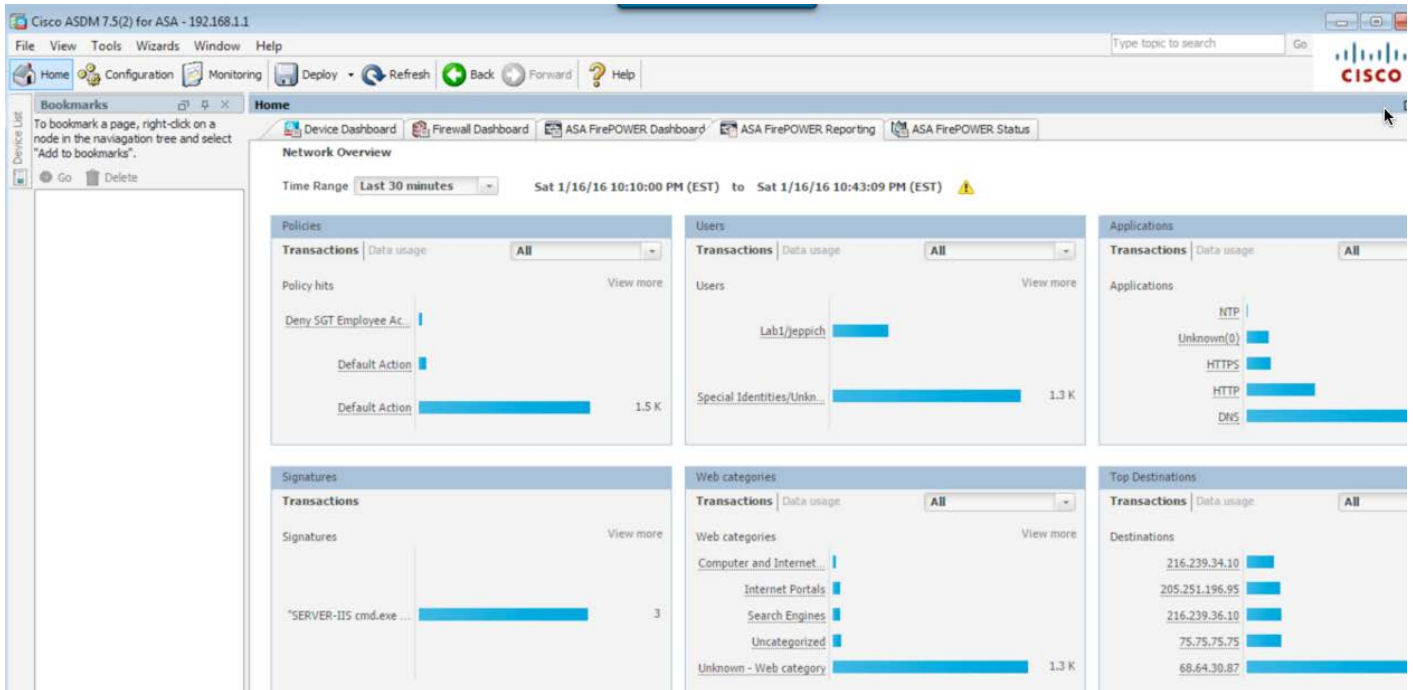 Cisco ASDM 7.5(2) for ASA - 192.168.1.1
File View Tools Wizards Window Help
Type topic to search Go
Home Configuration Monitoring Deploy Refresh Back Forward Help
CISCO
Device List
Bookmarks
To bookmark a page, right-click on a
node in the naviagation tree and select
"Add to bookmarks".
Go Delete
Home
Device Dashboard Firewall Dashboard ASA FirePOWER Dashboard ASA FirePOWER Reporting ASA FirePOWER Status
Network Overview
Time Range Last 30 minutes Sat 1/16/16 10:10:00 PM (EST) to Sat 1/16/16 10:43:09 PM (EST)
Policies
Transactions Data usage All
Policy hits View more
Deny SGT Employee Ac...
Default Action
Default Action 1.5 K
Users
Transactions Data usage All
Users View more
Lab1/jeppich
Special Identities/Unkn... 1.3 K
Applications
Transactions Data usage All
Applications
NTP
Unknown(0)
HTTPS
HTTP
DNS
Signatures
Transactions
Signatures View more
"SERVER-IIS cmd.exe ... 3
Web categories
Transactions Data usage All
Web categories View more
Computer and Internet...
Internet Portals
Search Engines
Uncategorized
Unknown - Web category 1.3 K
Top Destinations
Transactions Data usage All
Destinations
216.239.34.10
205.251.196.95
216.239.36.10
75.75.75.75
68.64.30.87